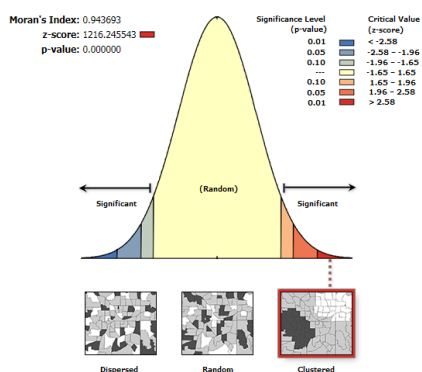 Moran's Index: 0.943693
z-score: 1216.245543
p-value: 0.000000
Significance Level
(p-value)
Critical Value
(z-score)
0.01 < -2.58
0.05 -2.58 – -1.96
0.10 -1.96 – -1.65
--- -1.65 – 1.65
0.10 1.65 – 1.96
0.05 1.96 – 2.58
0.01 > 2.58
Significant
(Random)
Significant
Dispersed
Random
Clustered